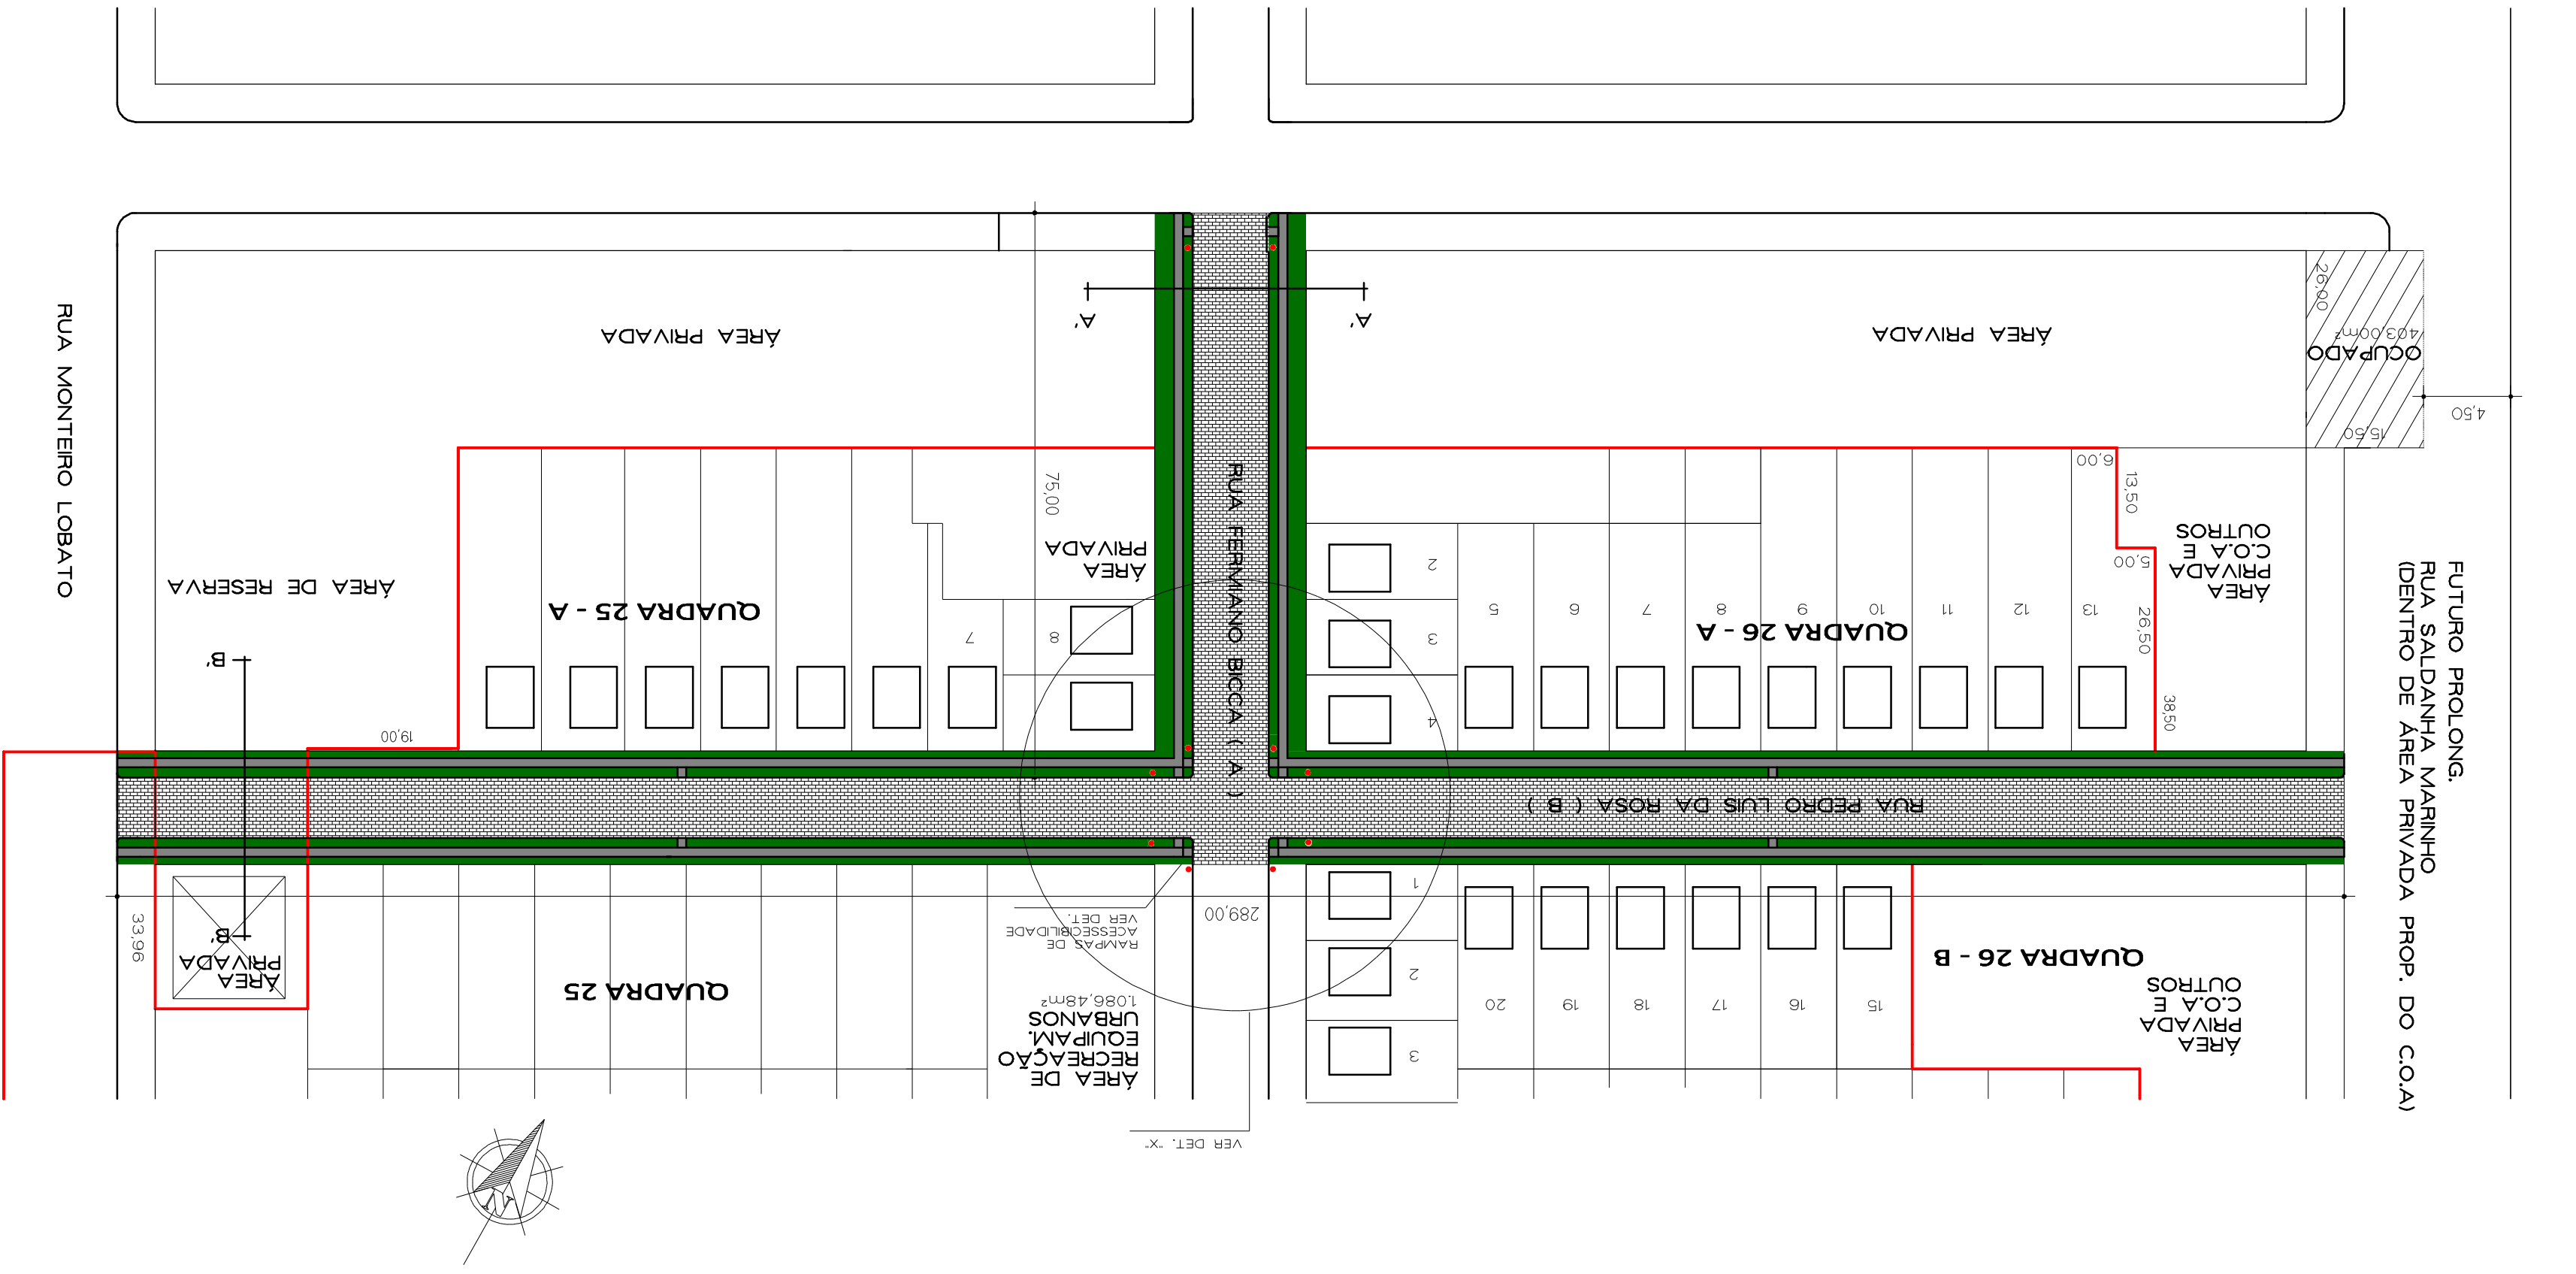 RUA MONTEIRO LOBATO
ÁREA PRIVADA
A'
A'
ÁREA PRIVADA
26,00
403,00m²
OCUPADO
15,50
4,50
RUA FERMIANO BICCA ( A )
75,00
ÁREA
PRIVADA
ÁREA DE RESERVA
QUADRA 25 - A
7
8
B'
19,00
2
3
4
5
6
7
8
9
10
11
12
13
QUADRA 26 - A
6,00
13,50
5,00
26,50
38,50
ÁREA
PRIVADA
C.O.A E
OUTROS
FUTURO PROLONG.
RUA SALDANHA MARINHO
(DENTRO DE ÁREA PRIVADA PROP. DO C.O.A)
RUA PEDRO LUIS DA ROSA ( B )
33,96
B'
ÁREA
PRIVADA
QUADRA 25
RAMPAS DE
ACESSECIBILIDADE
VER DET.
289,00
ÁREA DE
RECREAÇÃO
EQUIPAM.
URBANOS
1.086,48m²
1
2
3
20
19
18
17
16
15
QUADRA 26 - B
ÁREA
PRIVADA
C.O.A E
OUTROS
VER DET. "X"